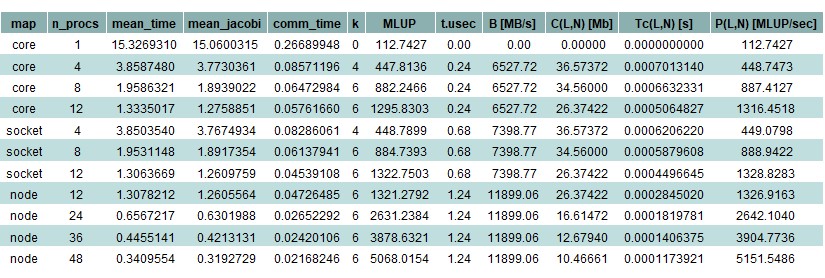 map n_procs mean_time mean_jacobi comm_time k MLUP t.usec B [MB/s] C(L,N) [Mb] Tc(L,N) [s] P(L,N) [MLUP/sec]
core 1 15.3269310 15.0600315 0.26689948 0 112.7427 0.00 0.00 0.00000 0.0000000000 112.7427
core 4 3.8587480 3.7730361 0.08571196 4 447.8136 0.24 6527.72 36.57372 0.0007013140 448.7473
core 8 1.9586321 1.8939022 0.06472984 6 882.2466 0.24 6527.72 34.56000 0.0006632331 887.4127
core 12 1.3335017 1.2758851 0.05761660 6 1295.8303 0.24 6527.72 26.37422 0.0005064827 1316.4518
socket 4 3.8503540 3.7674934 0.08286061 4 448.7899 0.68 7398.77 36.57372 0.0006206220 449.0798
socket 8 1.9531148 1.8917354 0.06137941 6 884.7393 0.68 7398.77 34.56000 0.0005879608 888.9422
socket 12 1.3063669 1.2609759 0.04539108 6 1322.7503 0.68 7398.77 26.37422 0.0004496645 1328.8283
node 12 1.3078212 1.2605564 0.04726485 6 1321.2792 1.24 11899.06 26.37422 0.0002845020 1326.9163
node 24 0.6567217 0.6301988 0.02652292 6 2631.2384 1.24 11899.06 16.61472 0.0001819781 2642.1040
node 36 0.4455141 0.4213131 0.02420106 6 3878.6321 1.24 11899.06 12.67940 0.0001406375 3904.7736
node 48 0.3409554 0.3192729 0.02168246 6 5068.0154 1.24 11899.06 10.46661 0.0001173921 5151.5486